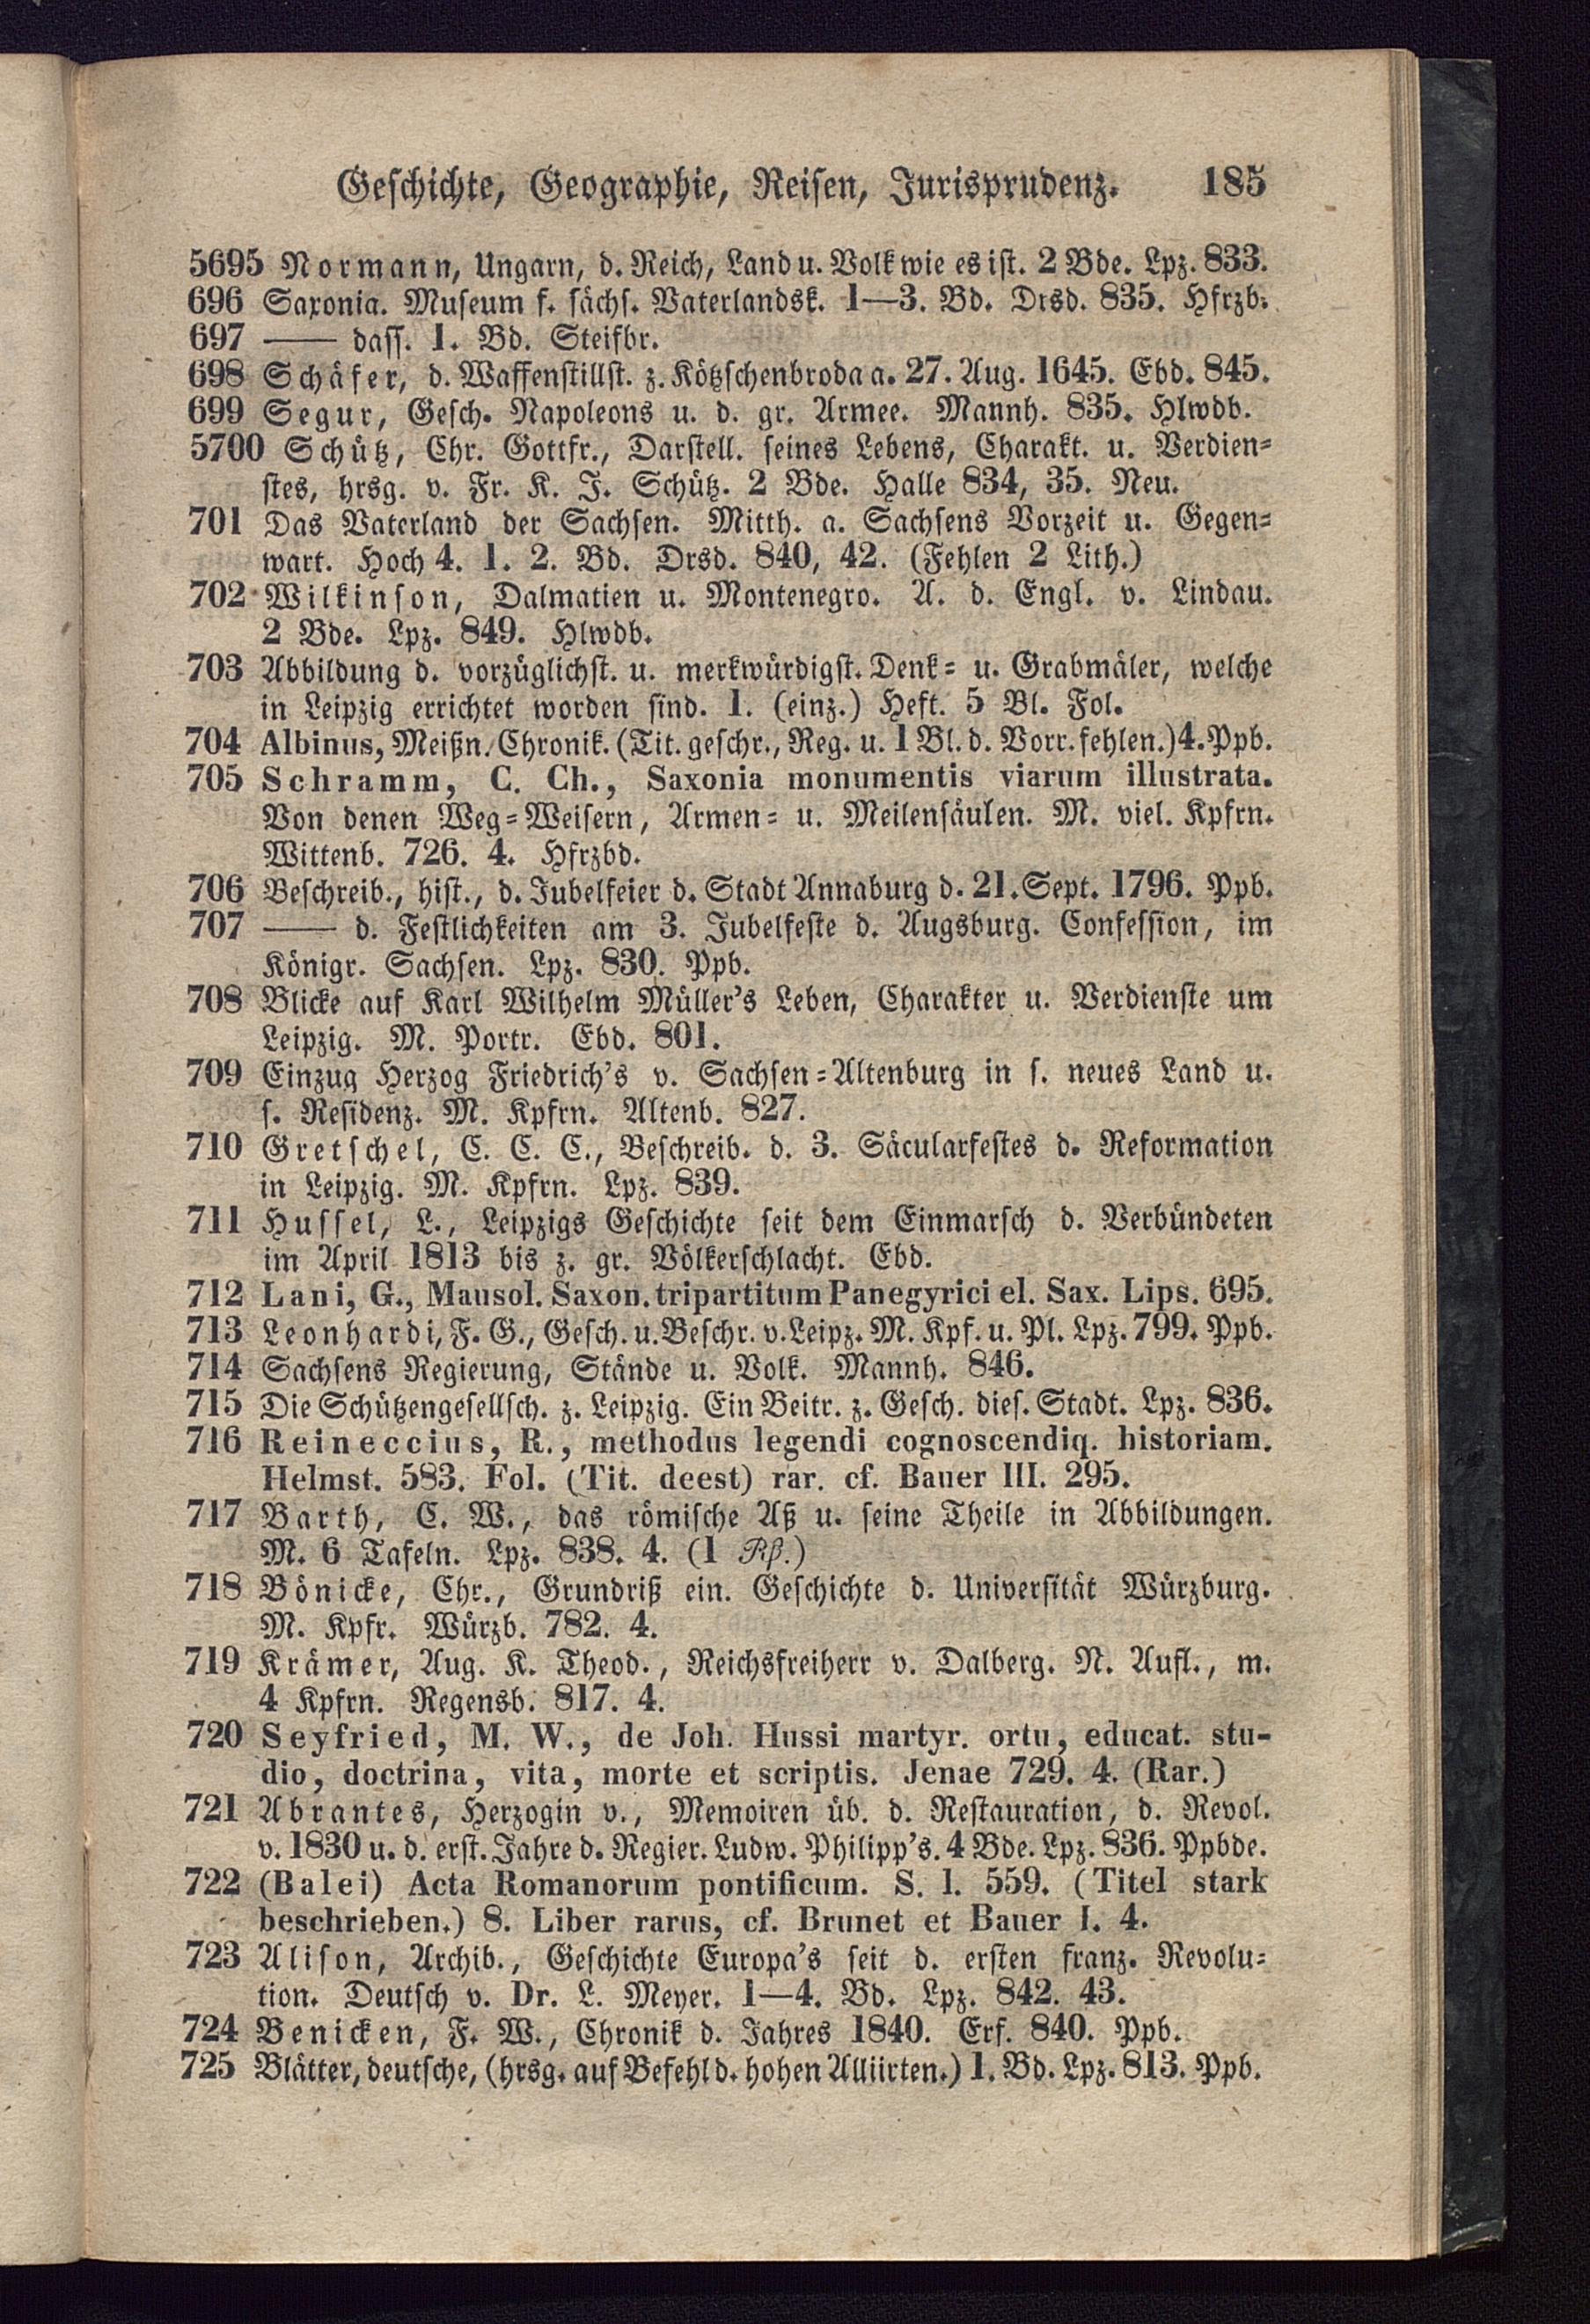 Geschichte, Geographie, Reisen, Jurisprudenz. 185
5695 Normann, Ungarn, d. Reich, Land u. Volk wie es ist. 2 Bde. Lpz. 833.
696 Saxonia. Museum f. sächs. Vaterlandsk. 1—3. Bd. Drsd. 835. Hfrzb.
697 —— dass. 1. Bd. Steifbr.
698 Schäfer, d. Waffenstillst. z. Kötzschenbroda a. 27. Aug. 1645. Ebd. 845.
699 Segur, Gesch. Napoleons u. d. gr. Armee. Mannh. 835. Hlwdb.
5700 Schütz, Chr. Gottfr., Darstell. seines Lebens, Charakt. u. Verdien-
stes, hrsg. v. Fr. K. J. Schütz. 2 Bde. Halle 834, 35. Neu.
701 Das Vaterland der Sachsen. Mitth. a. Sachsens Vorzeit u. Gegen-
wart. Hoch 4. 1. 2. Bd. Drsd. 840, 42. (Fehlen 2 Lith.)
702 Wilkinson, Dalmatien u. Montenegro. A. d. Engl. v. Lindau.
2 Bde. Lpz. 849. Hlwdb.
703 Abbildung d. vorzüglichst. u. merkwürdigst. Denk- u. Grabmäler, welche
in Leipzig errichtet worden sind. 1. (einz.) Heft. 5 Bl. Fol.
704 Albinus, Meißn. Chronik. (Tit. geschr., Reg. u. 1 Bl. d. Vorr. fehlen.) 4. Ppb.
705 Schramm, C. Ch., Saxonia monumentis viarum illustrata.
Von denen Weg-Weisern, Armen- u. Meilensäulen. M. viel. Kpfrn.
Wittenb. 726. 4. Hfrzbd.
706 Beschreib., hist., d. Jubelfeier d. Stadt Annaburg d. 21. Sept. 1796. Ppb.
707 —— d. Festlichkeiten am 3. Jubelfeste d. Augsburg. Confession, im
Königr. Sachsen. Lpz. 830. Ppb.
708 Blicke auf Karl Wilhelm Müller's Leben, Charakter u. Verdienste um
Leipzig. M. Portr. Ebd. 801.
709 Einzug Herzog Friedrich's v. Sachsen-Altenburg in s. neues Land u.
s. Residenz. M. Kpfrn. Altenb. 827.
710 Gretschel, C. C. C., Beschreib. d. 3. Säcularfestes d. Reformation
in Leipzig. M. Kpfrn. Lpz. 839.
711 Hussel, L., Leipzigs Geschichte seit dem Einmarsch d. Verbündeten
im April 1813 bis z. gr. Völkerschlacht. Ebd.
712 Lani, G., Mausol. Saxon. tripartitum Panegyrici el. Sax. Lips. 695.
713 Leonhardi, F. G., Gesch. u. Beschr. v. Leipz. M. Kpf. u. Pl. Lpz. 799. Ppb.
714 Sachsens Regierung, Stände u. Volk. Mannh. 846.
715 Die Schützengesellsch. z. Leipzig. Ein Beitr. z. Gesch. dies. Stadt. Lpz. 836.
716 Reineccius, R., methodus legendi cognoscendiq. historiam.
Helmst. 583. Fol. (Tit. deest) rar. cf. Bauer III. 295.
717 Barth, C. W., das römische Aß u. seine Theile in Abbildungen.
M. 6 Tafeln. Lpz. 838. 4. (1 Rß.)
718 Bönicke, Chr., Grundriß ein. Geschichte d. Universität Würzburg.
M. Kpfr. Würzb. 782. 4.
719 Krämer, Aug. K. Theod., Reichsfreiherr v. Dalberg. N. Aufl., m.
4 Kpfrn. Regensb. 817. 4.
720 Seyfried, M. W., de Joh. Hussi martyr. ortu, educat. stu-
dio, doctrina, vita, morte et scriptis. Jenae 729. 4. (Rar.)
721 Abrantes, Herzogin v., Memoiren üb. d. Restauration, d. Revol.
v. 1830 u. d. erst. Jahre d. Regier. Ludw. Philipp's. 4 Bde. Lpz. 836. Ppbde.
722 (Balei) Acta Romanorum pontificum. S. l. 559. (Titel stark
beschrieben.) 8. Liber rarus, cf. Brunet et Bauer I. 4.
723 Alison, Archib., Geschichte Europa's seit d. ersten franz. Revolu-
tion. Deutsch v. Dr. L. Meyer. 1—4. Bd. Lpz. 842. 43.
724 Benicken, F. W., Chronik d. Jahres 1840. Erf. 840. Ppb.
725 Blätter, deutsche, (hrsg. auf Befehl d. hohen Alliirten.) 1. Bd. Lpz. 813. Ppb.